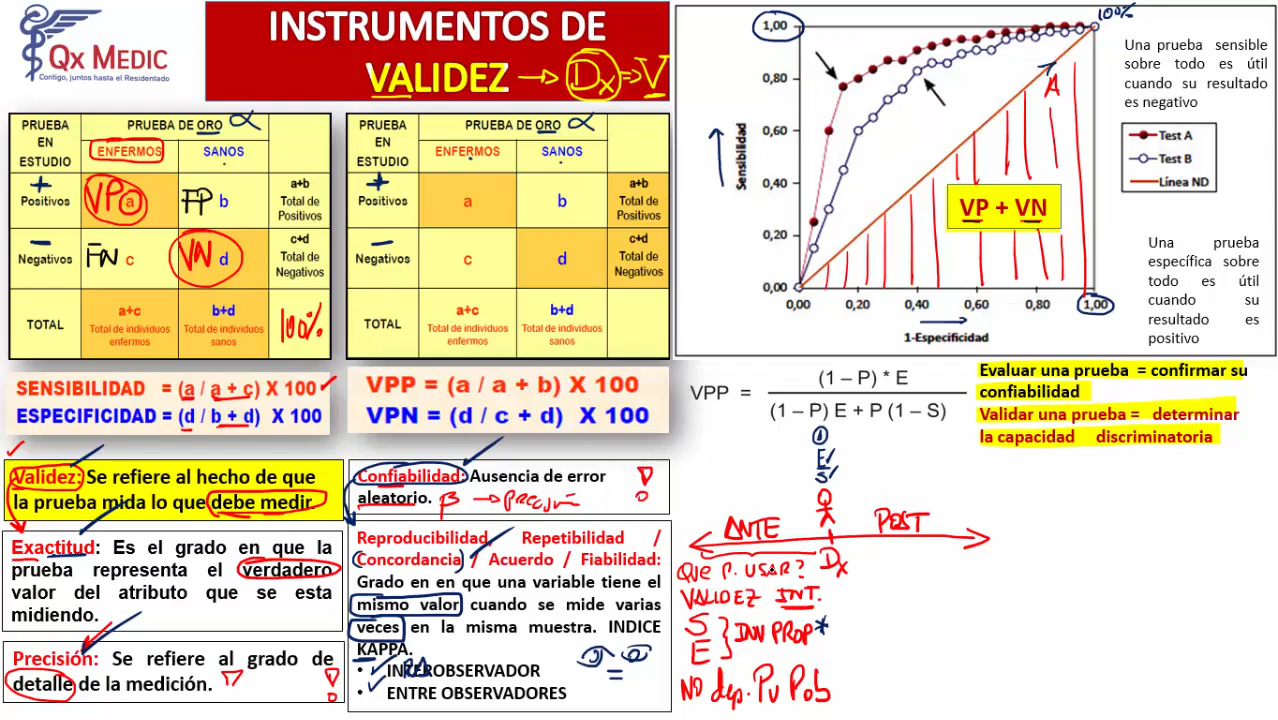 Qx MEDIC
Contigo, juntos hasta el Residentado
INSTRUMENTOS DE
VALIDEZ → Dx ⇒ V
PRUEBA EN ESTUDIO
PRUEBA DE ORO α
ENFERMOS
SANOS
+
Positivos
VP a
FP b
a+b
Total de Positivos
-
Negativos
FN c
VN d
c+d
Total de Negativos
TOTAL
a+c
Total de individuos enfermos
b+d
Total de individuos sanos
100%
SENSIBILIDAD = (a / a + c) X 100
ESPECIFICIDAD = (d / b + d) X 100
PRUEBA EN ESTUDIO
PRUEBA DE ORO α
ENFERMOS
SANOS
+
Positivos
a
b
a+b
Total de Positivos
-
Negativos
c
d
c+d
Total de Negativos
TOTAL
a+c
Total de individuos enfermos
b+d
Total de individuos sanos
VPP = (a / a + b) X 100
VPN = (d / c + d) X 100
Validez: Se refiere al hecho de que
la prueba mida lo que debe medir.
Exactitud: Es el grado en que la
prueba representa el verdadero
valor del atributo que se esta
midiendo.
Precisión: Se refiere al grado de
detalle de la medición.
Confiabilidad: Ausencia de error
aleatorio. β →
Reproducibilidad, Repetibilidad /
Concordancia / Acuerdo / Fiabilidad:
Grado en en que una variable tiene el
mismo valor cuando se mide varias
veces en la misma muestra. INDICE
KAPPA.
• INTEROBSERVADOR
• ENTRE OBSERVADORES
100%
1,00
0,80
0,60
0,40
0,20
0,00
Sensibilidad
0,00 0,20 0,40 0,60 0,80 1,00
1-Especificidad
A
VP + VN
Una prueba sensible
sobre todo es útil
cuando su resultado
es negativo
Test A
Test B
Línea ND
Una prueba
específica sobre
todo es útil
cuando su
resultado es
positivo
VPP = (1 – P) * E
(1 – P) E + P (1 – S)
Evaluar una prueba = confirmar su
confiabilidad
Validar una prueba = determinar
la capacidad discriminatoria
E
S
ANTE POST
Dx
QUE P. USAR?
VALIDEZ INT.
S
E
INV PROP *
NO dep. Pv Pob